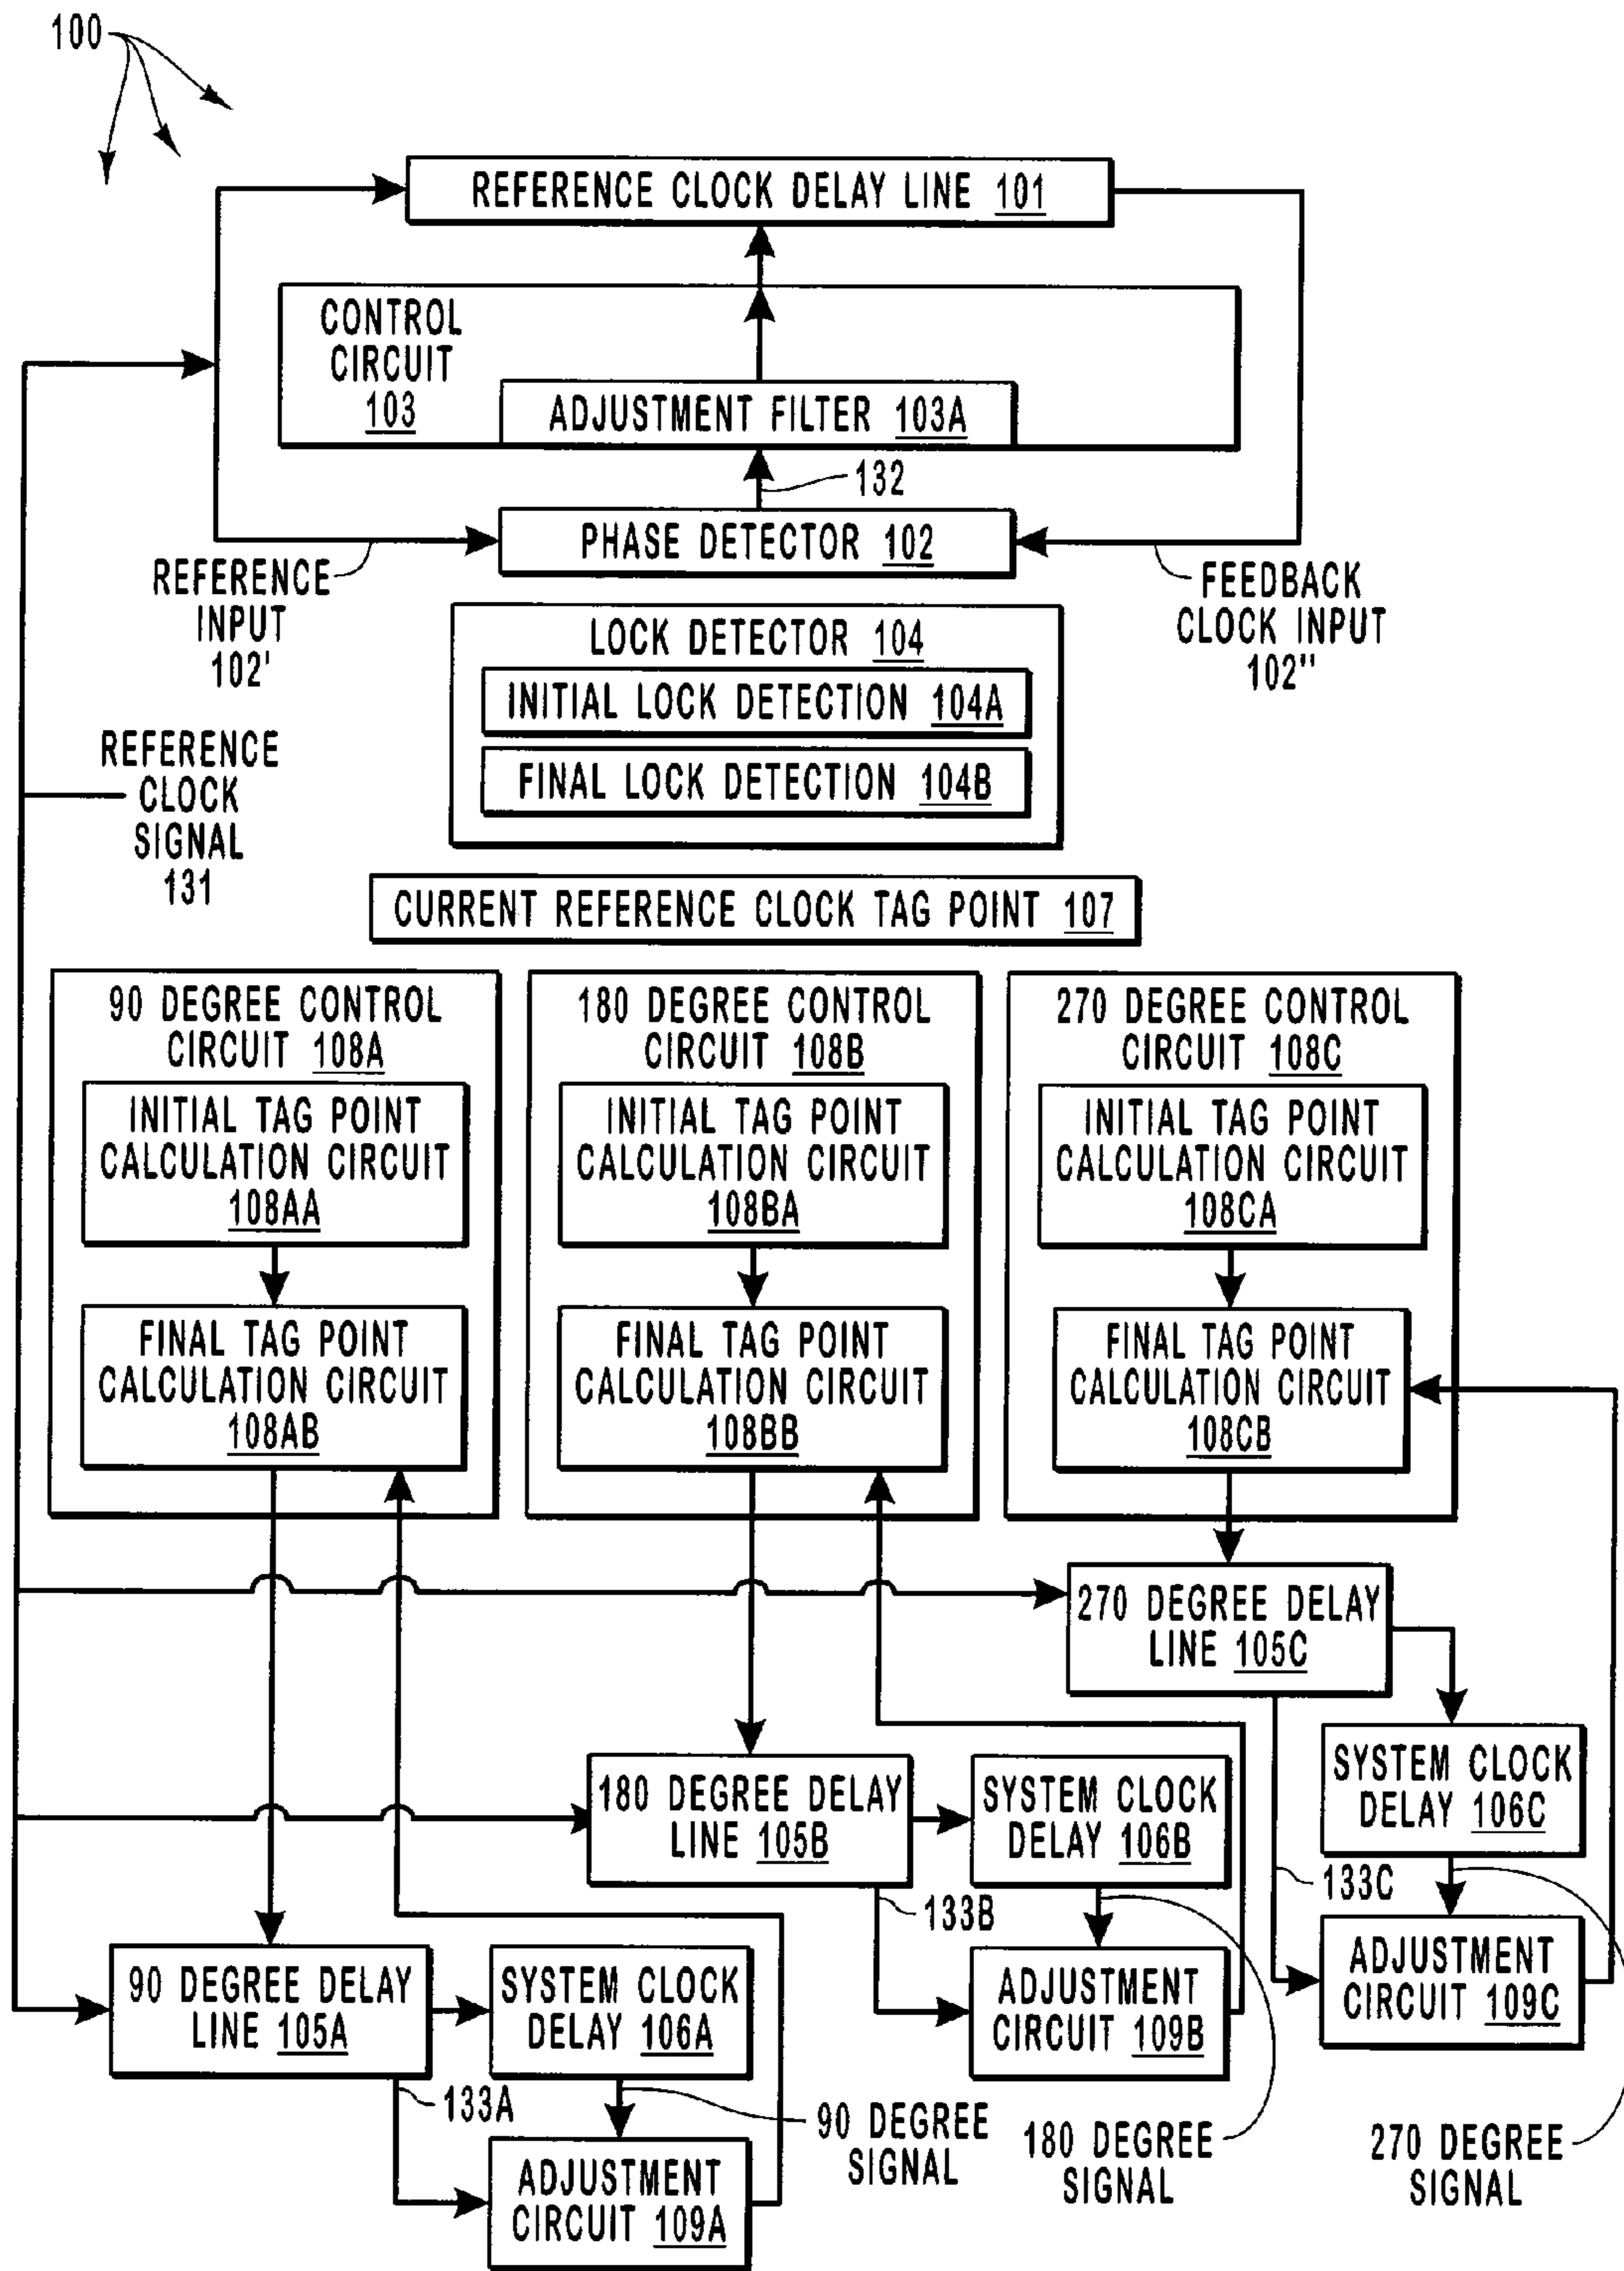 100
REFERENCE CLOCK DELAY LINE 101
CONTROL
CIRCUIT
103
ADJUSTMENT FILTER 103A
132
PHASE DETECTOR 102
REFERENCE
INPUT
102'
FEEDBACK
CLOCK INPUT
102''
LOCK DETECTOR 104
INITIAL LOCK DETECTION 104A
FINAL LOCK DETECTION 104B
REFERENCE
CLOCK
SIGNAL
131
CURRENT REFERENCE CLOCK TAG POINT 107
90 DEGREE CONTROL
CIRCUIT 108A
INITIAL TAG POINT
CALCULATION CIRCUIT
108AA
FINAL TAG POINT
CALCULATION CIRCUIT
108AB
180 DEGREE CONTROL
CIRCUIT 108B
INITIAL TAG POINT
CALCULATION CIRCUIT
108BA
FINAL TAG POINT
CALCULATION CIRCUIT
108BB
270 DEGREE CONTROL
CIRCUIT 108C
INITIAL TAG POINT
CALCULATION CIRCUIT
108CA
FINAL TAG POINT
CALCULATION CIRCUIT
108CB
270 DEGREE DELAY
LINE 105C
SYSTEM CLOCK
DELAY 106C
133C
ADJUSTMENT
CIRCUIT 109C
180 DEGREE DELAY
LINE 105B
SYSTEM CLOCK
DELAY 106B
133B
ADJUSTMENT
CIRCUIT 109B
90 DEGREE DELAY
LINE 105A
SYSTEM CLOCK
DELAY 106A
133A
ADJUSTMENT
CIRCUIT 109A
90 DEGREE
SIGNAL
180 DEGREE
SIGNAL
270 DEGREE
SIGNAL